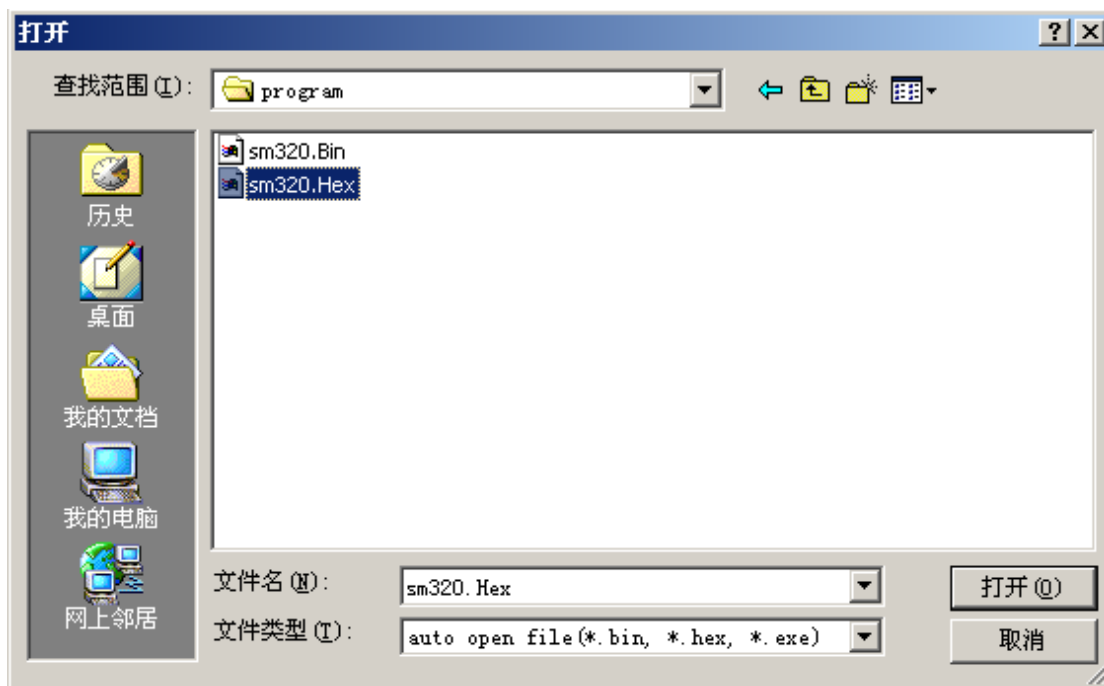 打开
查找范围(I):
program
sm320.Bin
sm320.Hex
历史
桌面
我的文档
我的电脑
网上邻居
文件名(N):
sm320.Hex
打开(O)
文件类型(T):
auto open file(*.bin, *.hex, *.exe)
取消